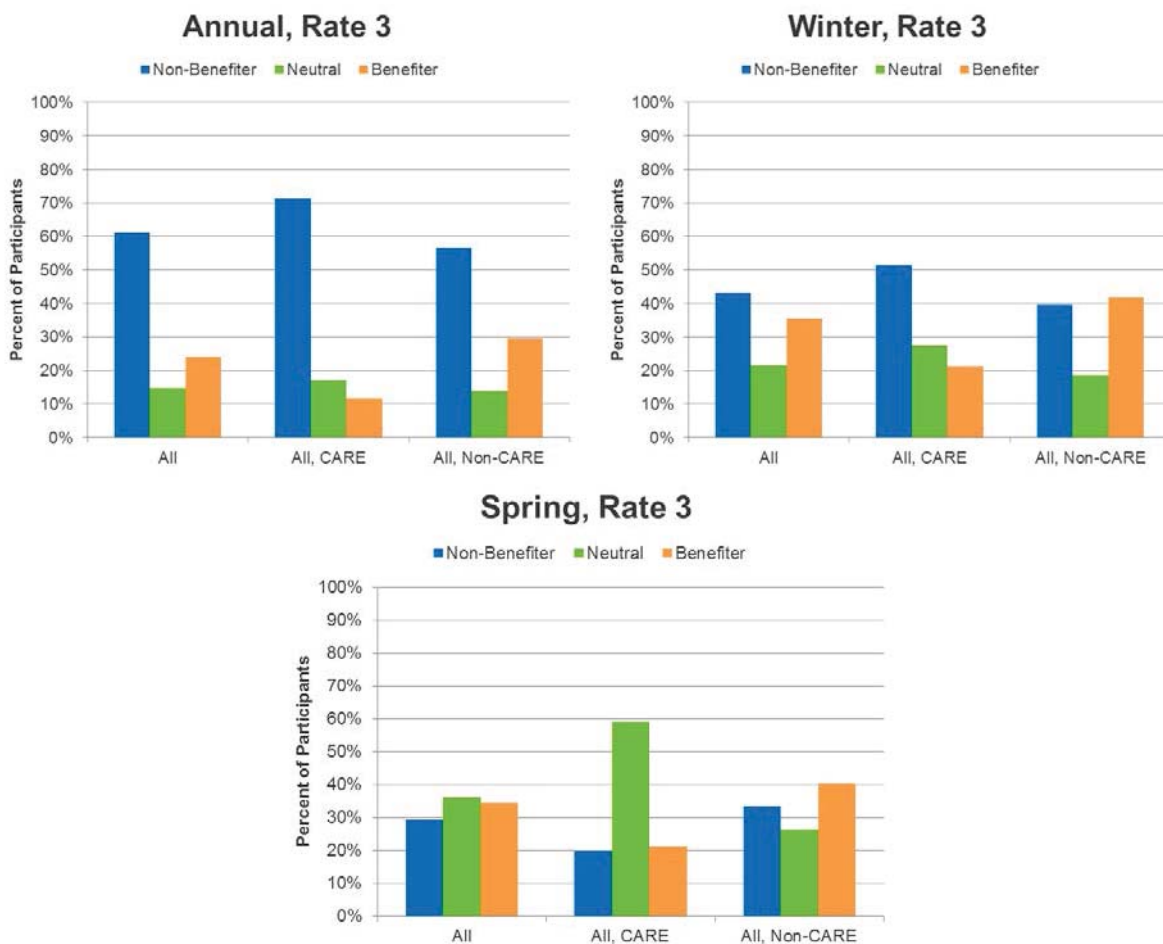 Annual, Rate 3
Non-Benefiter Neutral Benefiter
Percent of Participants
100%
90%
80%
70%
60%
50%
40%
30%
20%
10%
0%
All All, CARE All, Non-CARE
Winter, Rate 3
Non-Benefiter Neutral Benefiter
Percent of Participants
100%
90%
80%
70%
60%
50%
40%
30%
20%
10%
0%
All All, CARE All, Non-CARE
Spring, Rate 3
Non-Benefiter Neutral Benefiter
Percent of Participants
100%
90%
80%
70%
60%
50%
40%
30%
20%
10%
0%
All All, CARE All, Non-CARE